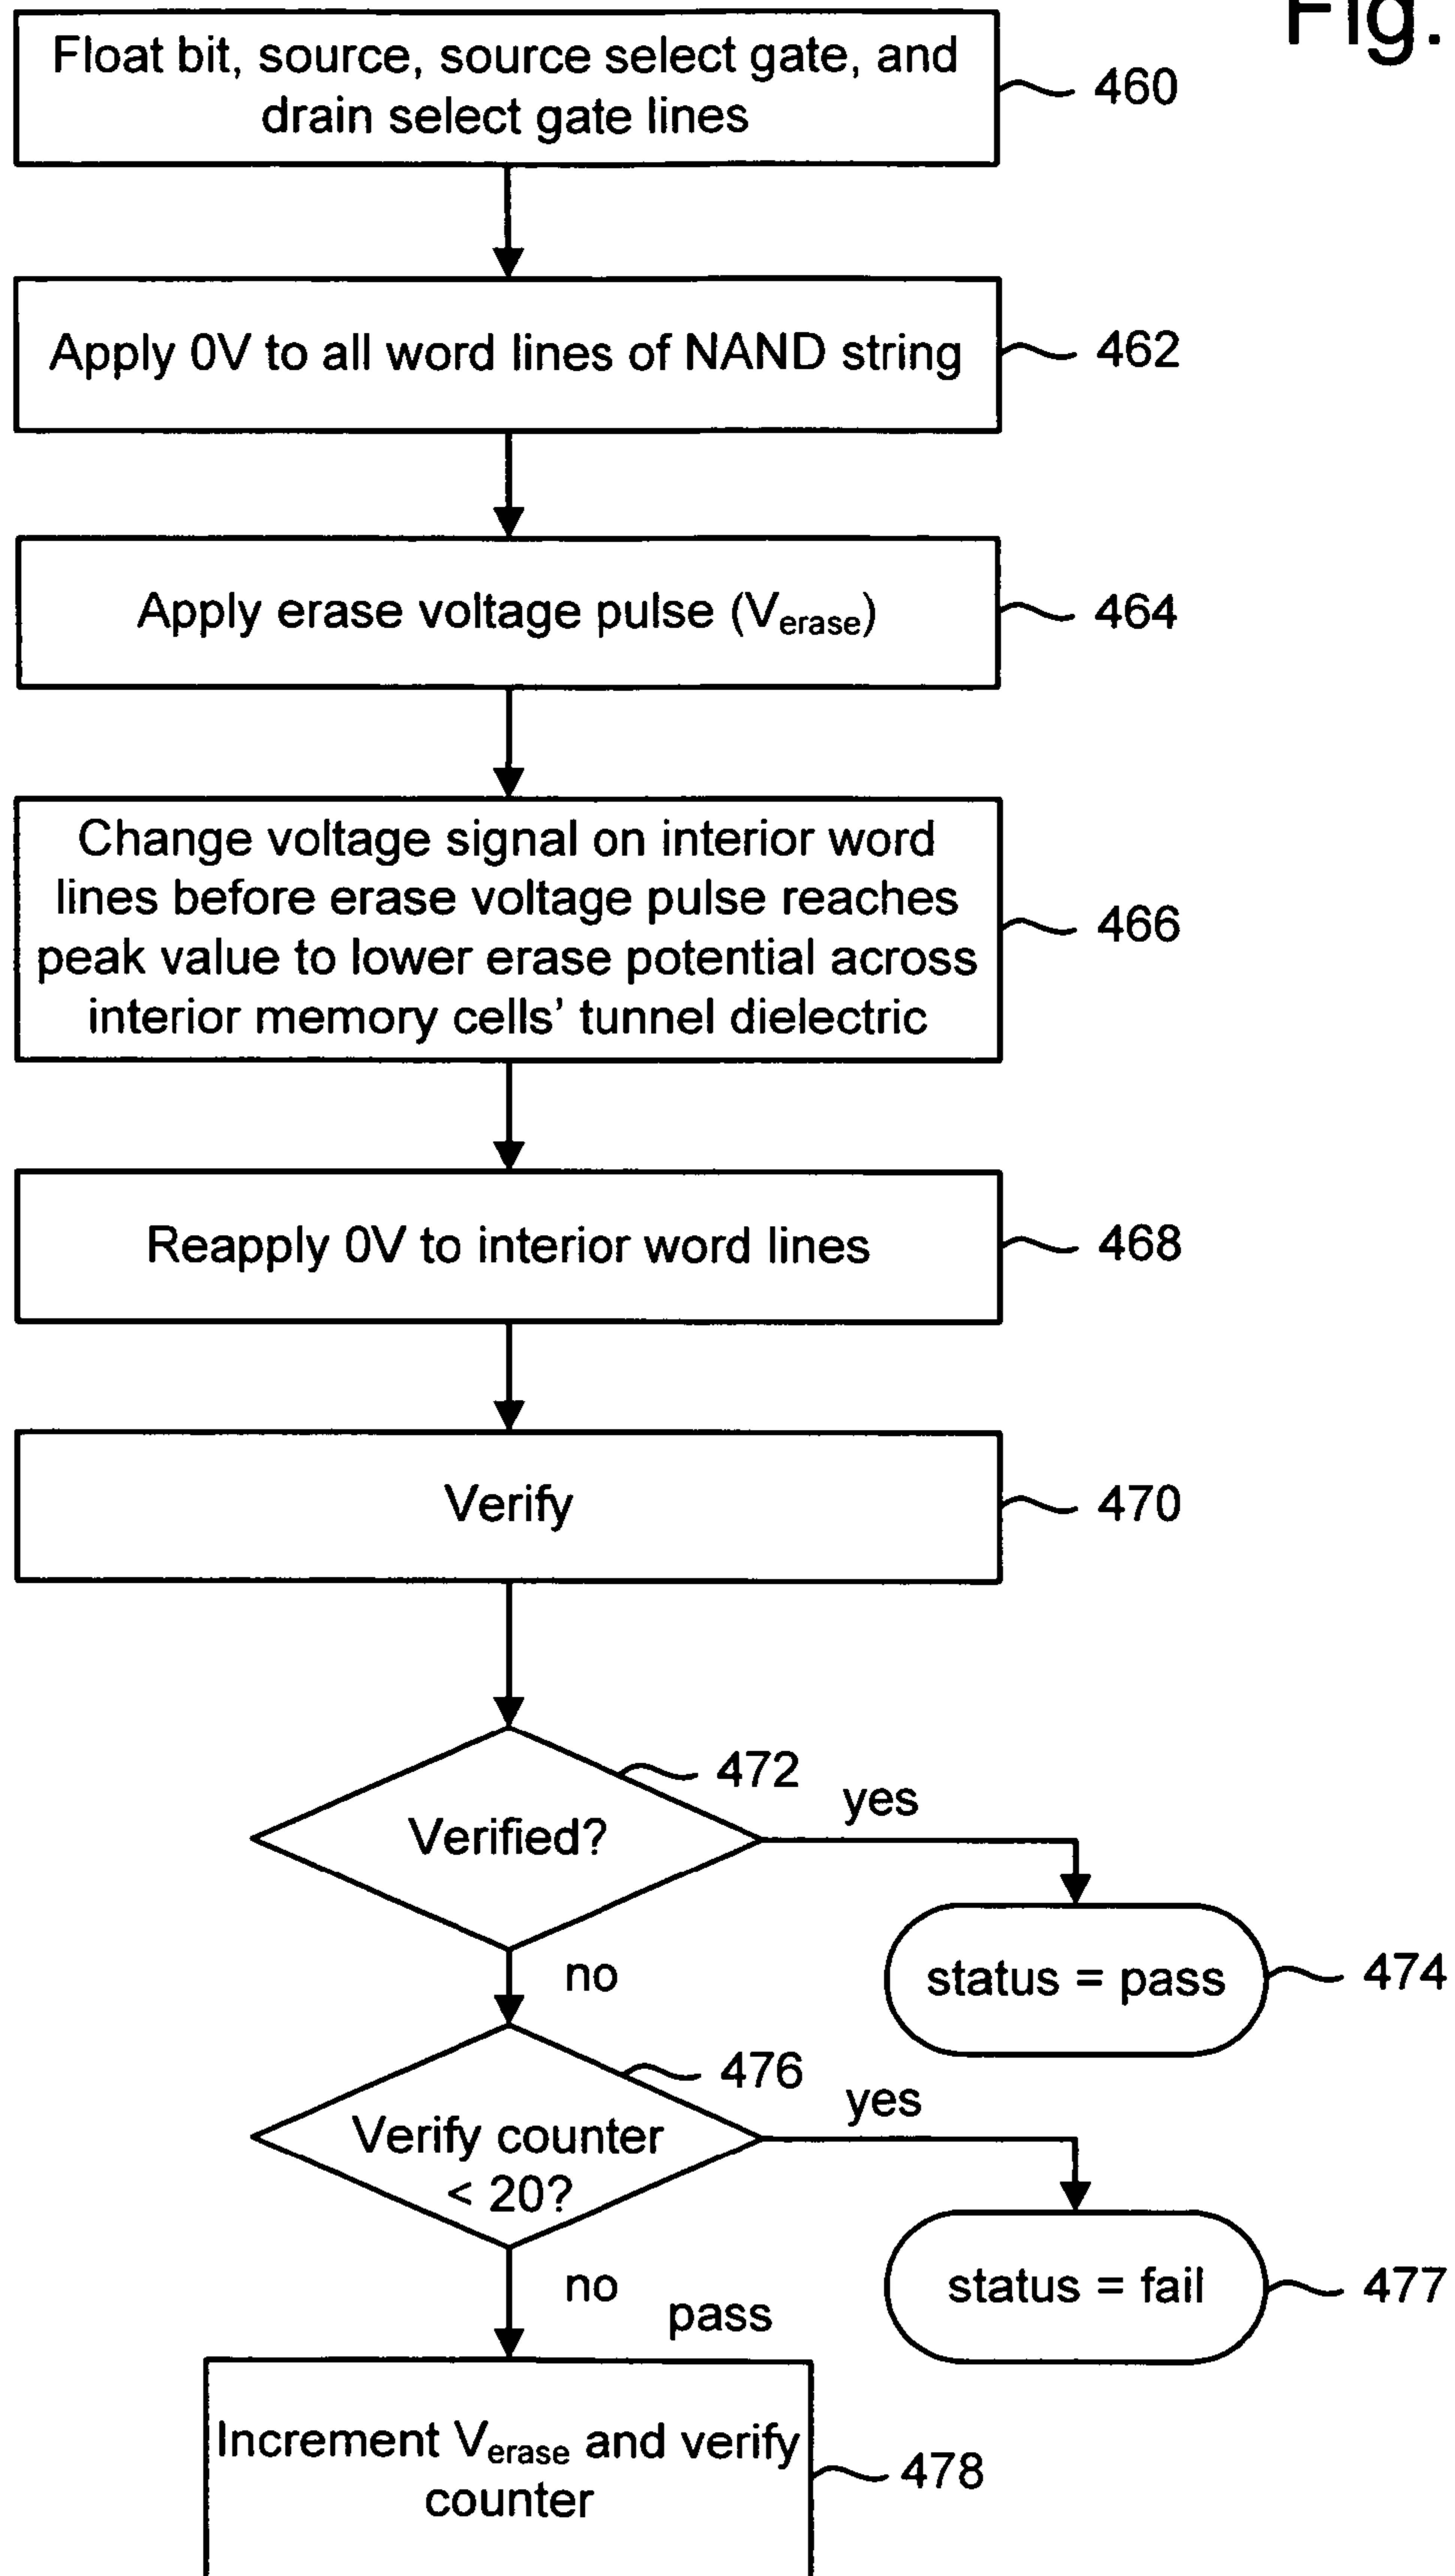 Fig.
Float bit, source, source select gate, and
drain select gate lines
460
Apply 0V to all word lines of NAND string
462
Apply erase voltage pulse (Verase)
464
Change voltage signal on interior word
lines before erase voltage pulse reaches
peak value to lower erase potential across
interior memory cells' tunnel dielectric
466
Reapply 0V to interior word lines
468
Verify
470
472
Verified?
yes
status = pass
474
no
476
Verify counter
< 20?
yes
status = fail
477
no
pass
Increment Verase and verify
counter
478